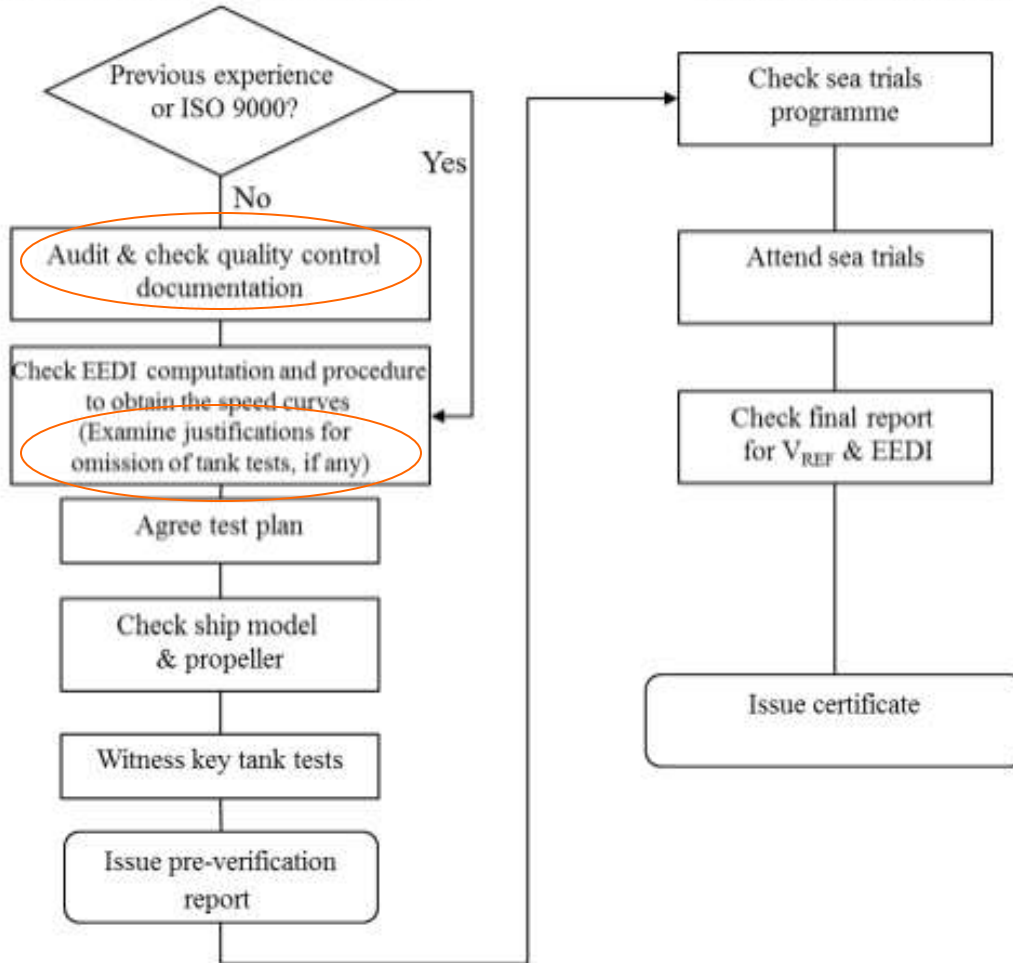 Previous experience
or ISO 9000?
Yes
No
Audit & check quality control
documentation
Check EEDI computation and procedure
to obtain the speed curves
(Examine justifications for
omission of tank tests, if any)
Agree test plan
Check ship model
& propeller
Witness key tank tests
Issue pre-verification
report
Check sea trials
programme
Attend sea trials
Check final report
for V_REF & EEDI
Issue certificate